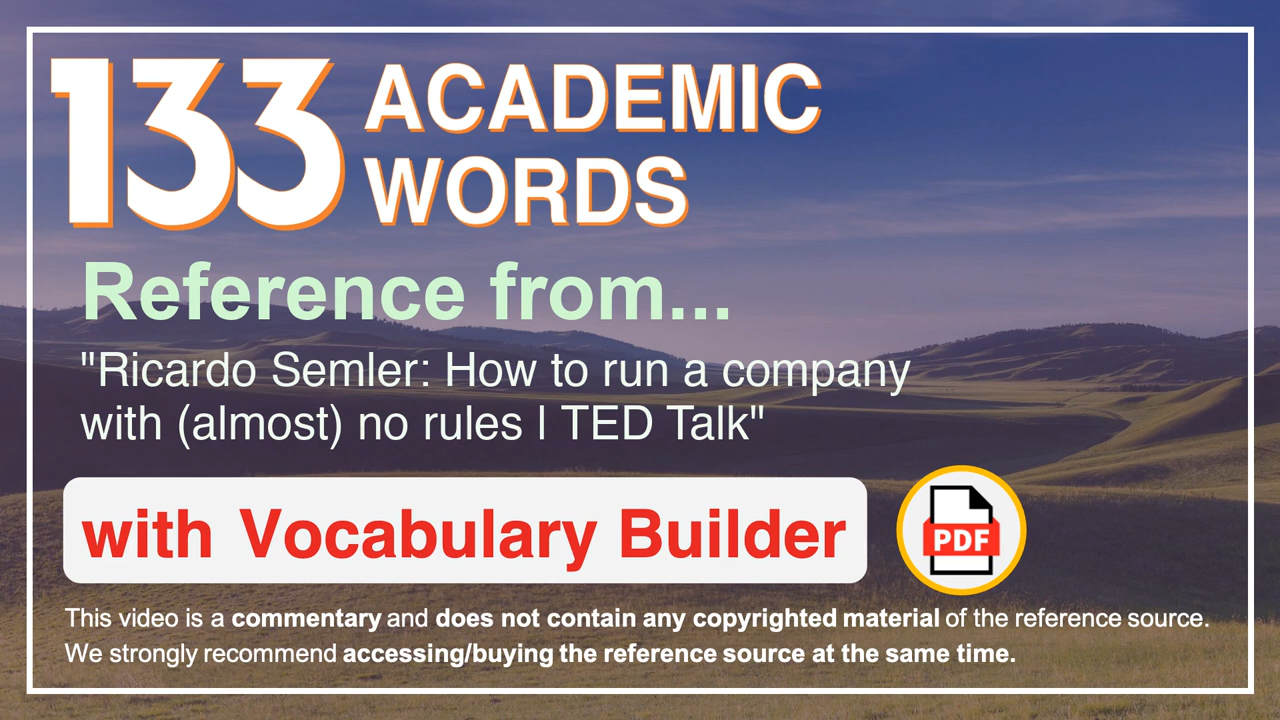 133 ACADEMIC
WORDS
Reference from...
"Ricardo Semler: How to run a company
with (almost) no rules | TED Talk"
with Vocabulary Builder
PDF
This video is a commentary and does not contain any copyrighted material of the reference source.
We strongly recommend accessing/buying the reference source at the same time.